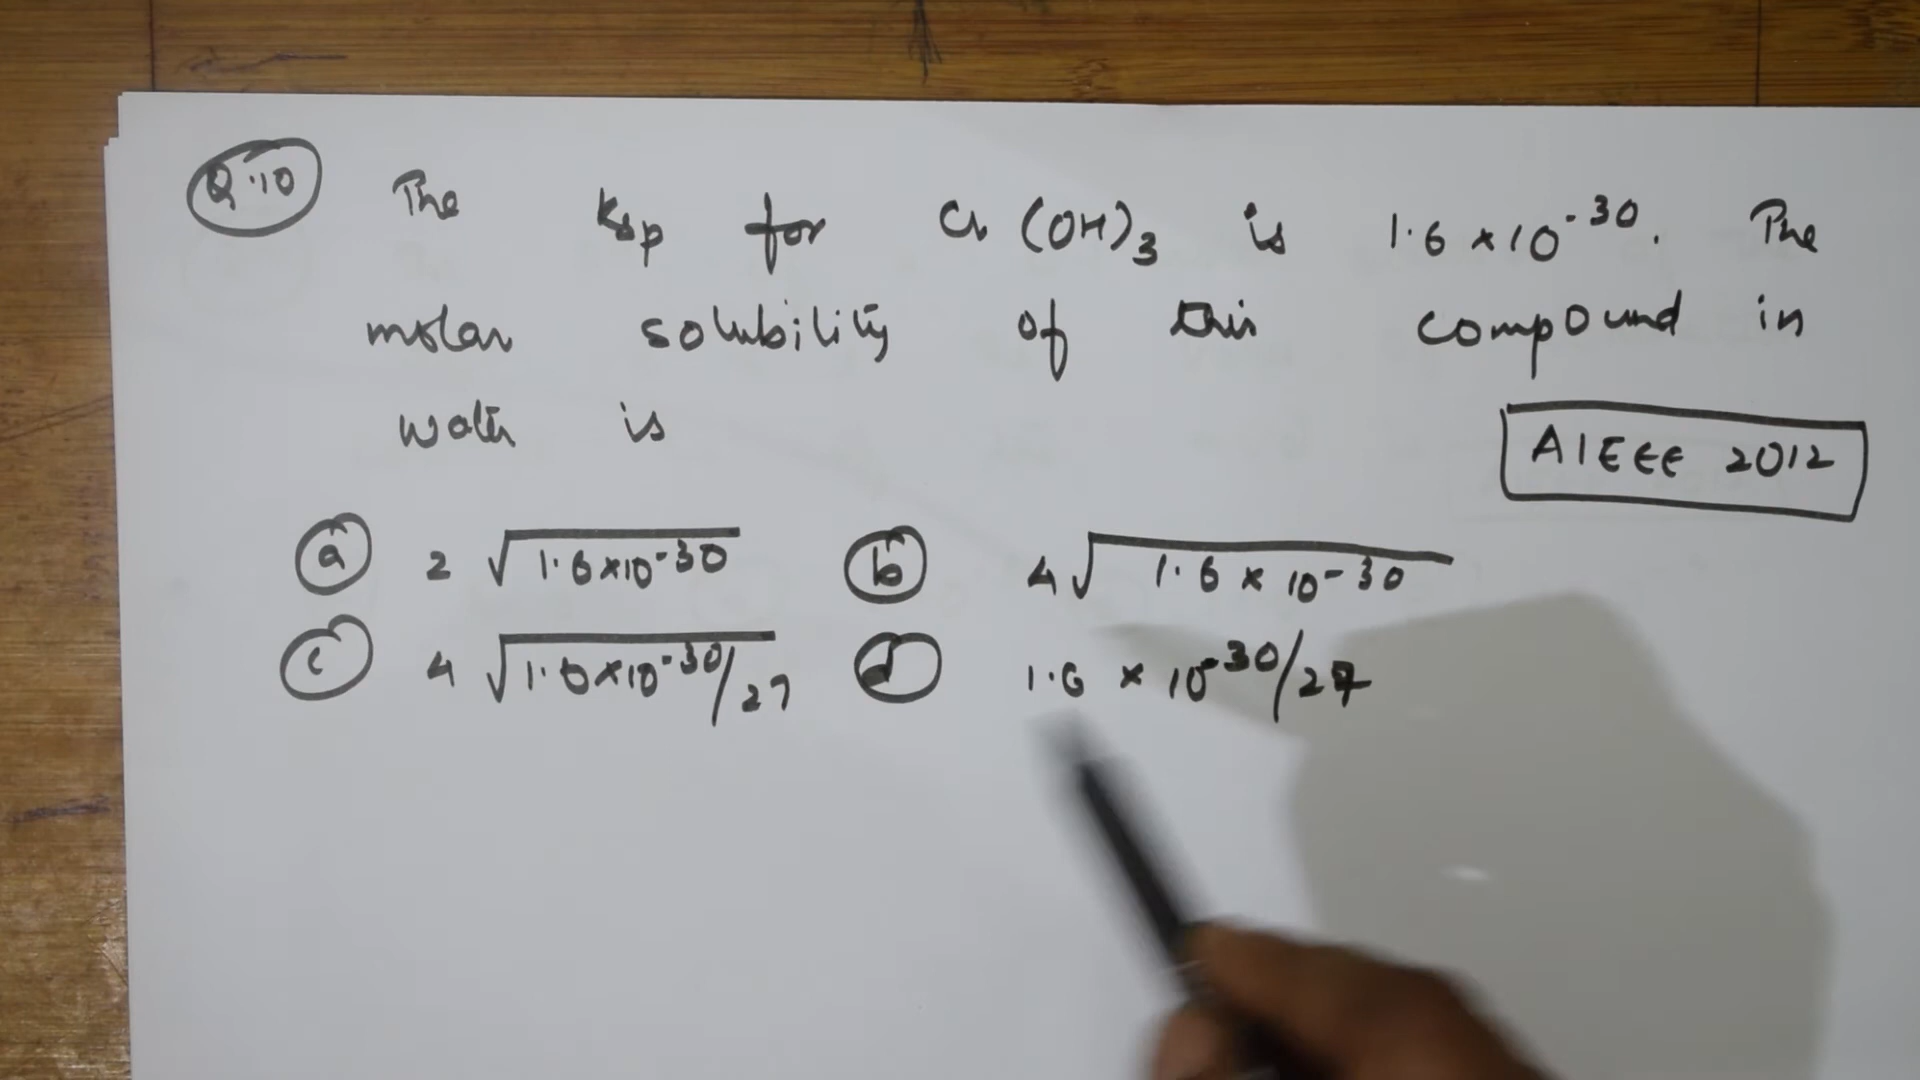 Q.10 The Ksp for Cr (OH)3 is 1.6 × 10^-30. The
molar solubility of this compound in
water is
AIEEE 2012
(a) 2 √1.6×10^-30 (b) 4 √1.6 × 10^-30
(c) 4 √1.6×10^-30/27 (d) 1.6 × 10^-30/27